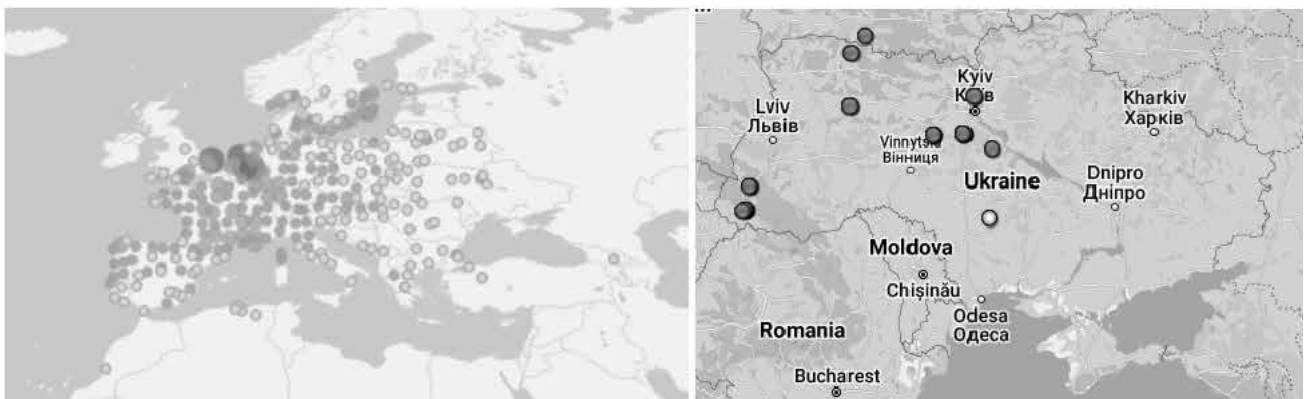 Kyiv
Київ
Lviv
Львів
Kharkiv
Харків
Vinnytsia
Вінниця
Ukraine
Dnipro
Дніпро
Moldova
Chișinău
Odesa
Одеса
Romania
Bucharest